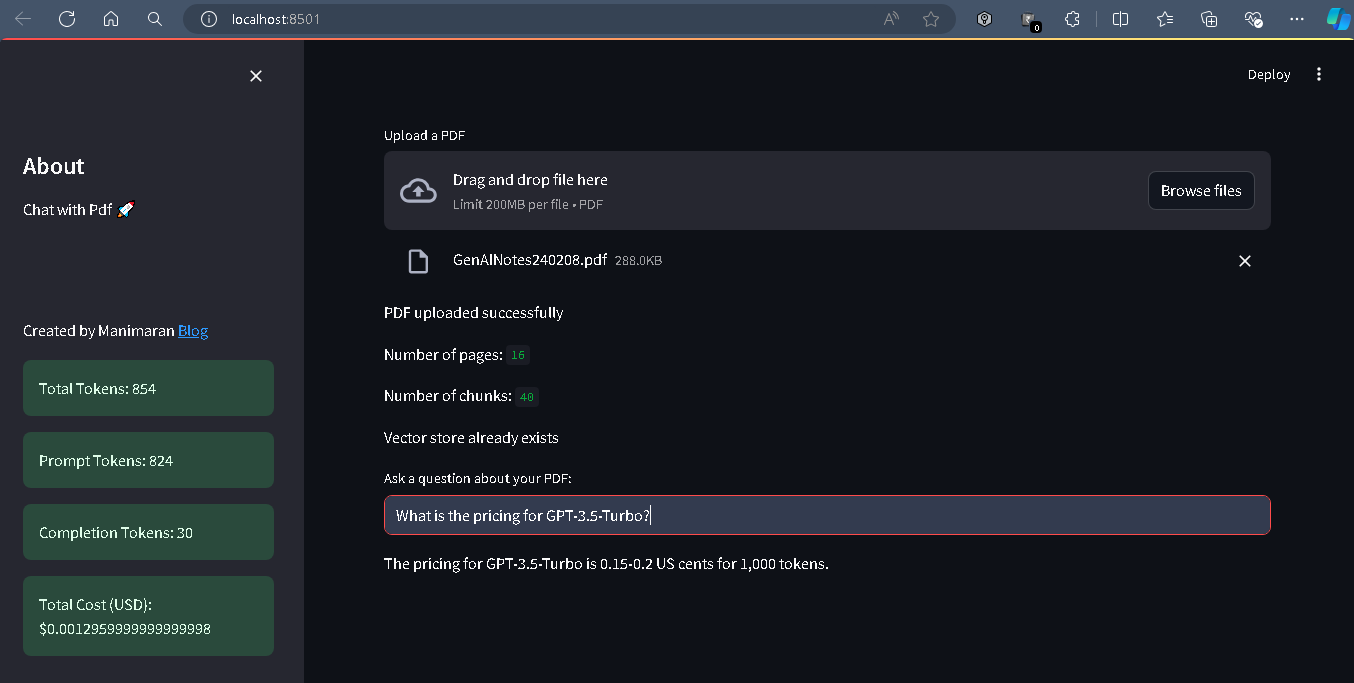 localhost:8501
0
Deploy
About
Chat with Pdf 🚀
Created by Manimaran Blog
Total Tokens: 854
Prompt Tokens: 824
Completion Tokens: 30
Total Cost (USD):
$0.0012959999999999998
Upload a PDF
Drag and drop file here
Limit 200MB per file • PDF
Browse files
GenAINotes240208.pdf 288.0KB
PDF uploaded successfully
Number of pages: 16
Number of chunks: 40
Vector store already exists
Ask a question about your PDF:
What is the pricing for GPT-3.5-Turbo?
The pricing for GPT-3.5-Turbo is 0.15-0.2 US cents for 1,000 tokens.